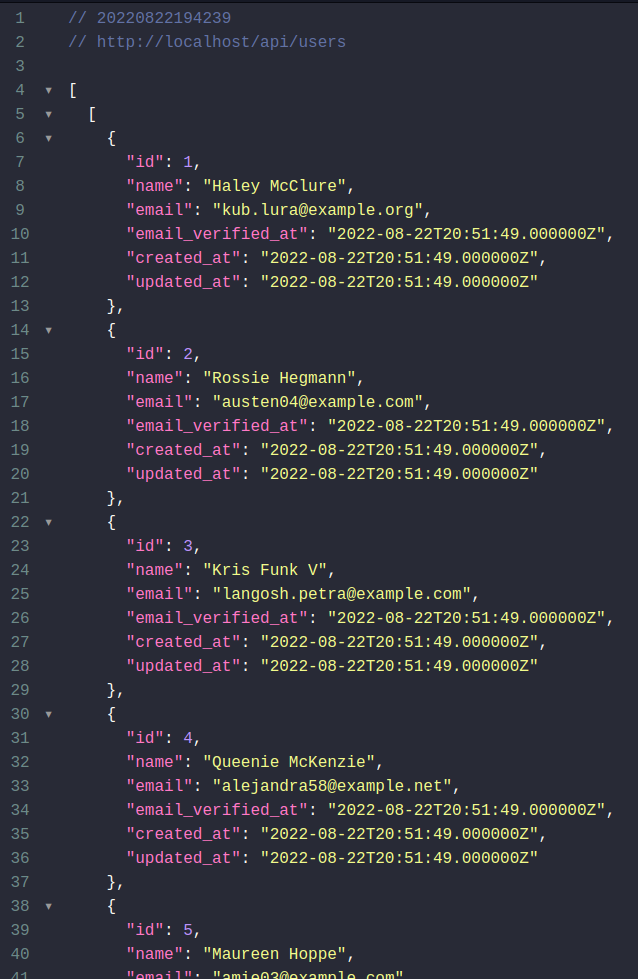 1 // 20220822194239
2 // http://localhost/api/users
3
4 ▾ [
5 ▾ [
6 ▾ {
7 "id": 1,
8 "name": "Haley McClure",
9 "email": "kub.lura@example.org",
10 "email_verified_at": "2022-08-22T20:51:49.000000Z",
11 "created_at": "2022-08-22T20:51:49.000000Z",
12 "updated_at": "2022-08-22T20:51:49.000000Z"
13 },
14 ▾ {
15 "id": 2,
16 "name": "Rossie Hegmann",
17 "email": "austen04@example.com",
18 "email_verified_at": "2022-08-22T20:51:49.000000Z",
19 "created_at": "2022-08-22T20:51:49.000000Z",
20 "updated_at": "2022-08-22T20:51:49.000000Z"
21 },
22 ▾ {
23 "id": 3,
24 "name": "Kris Funk V",
25 "email": "langosh.petra@example.com",
26 "email_verified_at": "2022-08-22T20:51:49.000000Z",
27 "created_at": "2022-08-22T20:51:49.000000Z",
28 "updated_at": "2022-08-22T20:51:49.000000Z"
29 },
30 ▾ {
31 "id": 4,
32 "name": "Queenie McKenzie",
33 "email": "alejandra58@example.net",
34 "email_verified_at": "2022-08-22T20:51:49.000000Z",
35 "created_at": "2022-08-22T20:51:49.000000Z",
36 "updated_at": "2022-08-22T20:51:49.000000Z"
37 },
38 ▾ {
39 "id": 5,
40 "name": "Maureen Hoppe",
41 "email": "amie03@example.com"